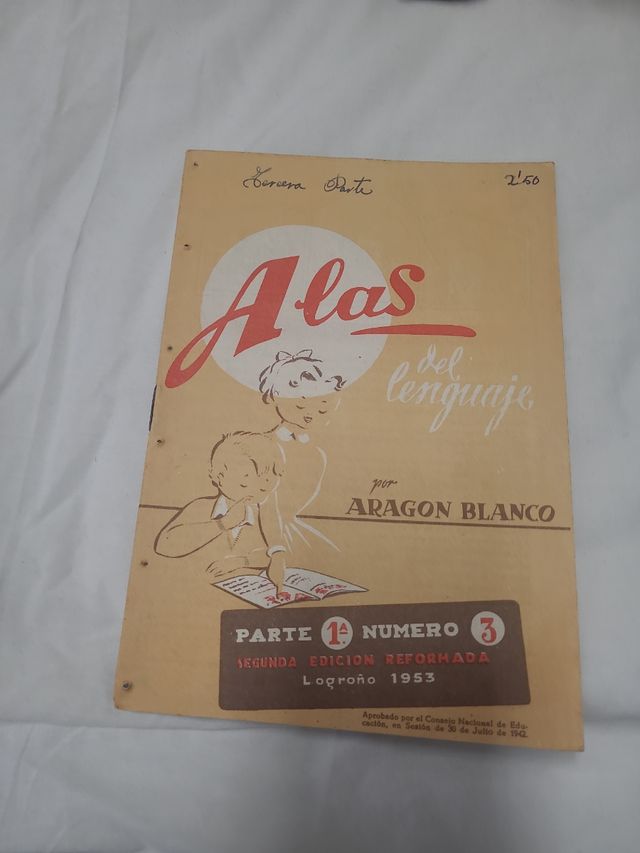 Tercera Parte
2'50
Alas
del
lenguaje
por
ARAGON BLANCO
PARTE 1ª NUMERO 3
SEGUNDA EDICION REFORMADA
Logroño 1953
Aprobado por el Consejo Nacional de Edu-
cación, en Sesión de 30 de Julio de 1942.